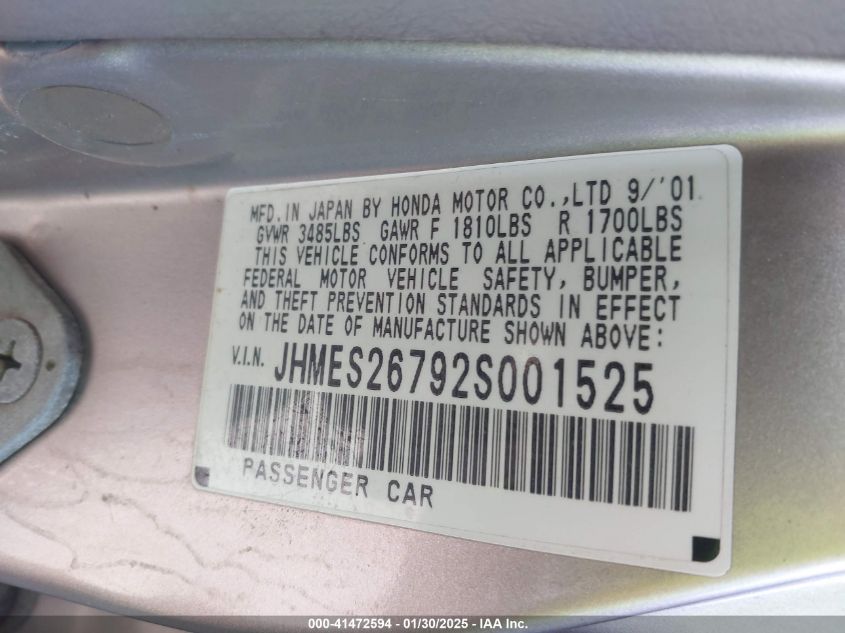 MFD. IN JAPAN BY HONDA MOTOR CO., LTD 9/'01
GVWR 3485LBS GAWR F 1810LBS R 1700LBS
THIS VEHICLE CONFORMS TO ALL APPLICABLE
FEDERAL MOTOR VEHICLE SAFETY, BUMPER,
AND THEFT PREVENTION STANDARDS IN EFFECT
ON THE DATE OF MANUFACTURE SHOWN ABOVE:
V.I.N. JHMES26792S001525
PASSENGER CAR
000-41472594 - 01/30/2025 - IAA Inc.